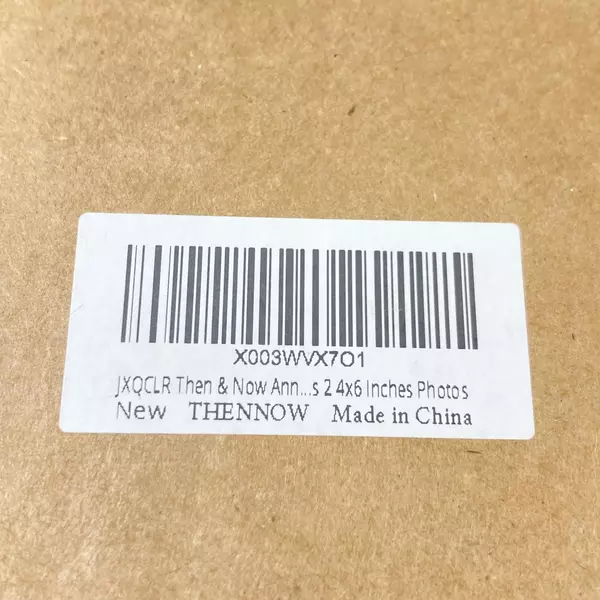 X003WVX7O1
JXQCLR Then & Now Ann...s 2 4x6 Inches Photos
New THENNOW Made in China